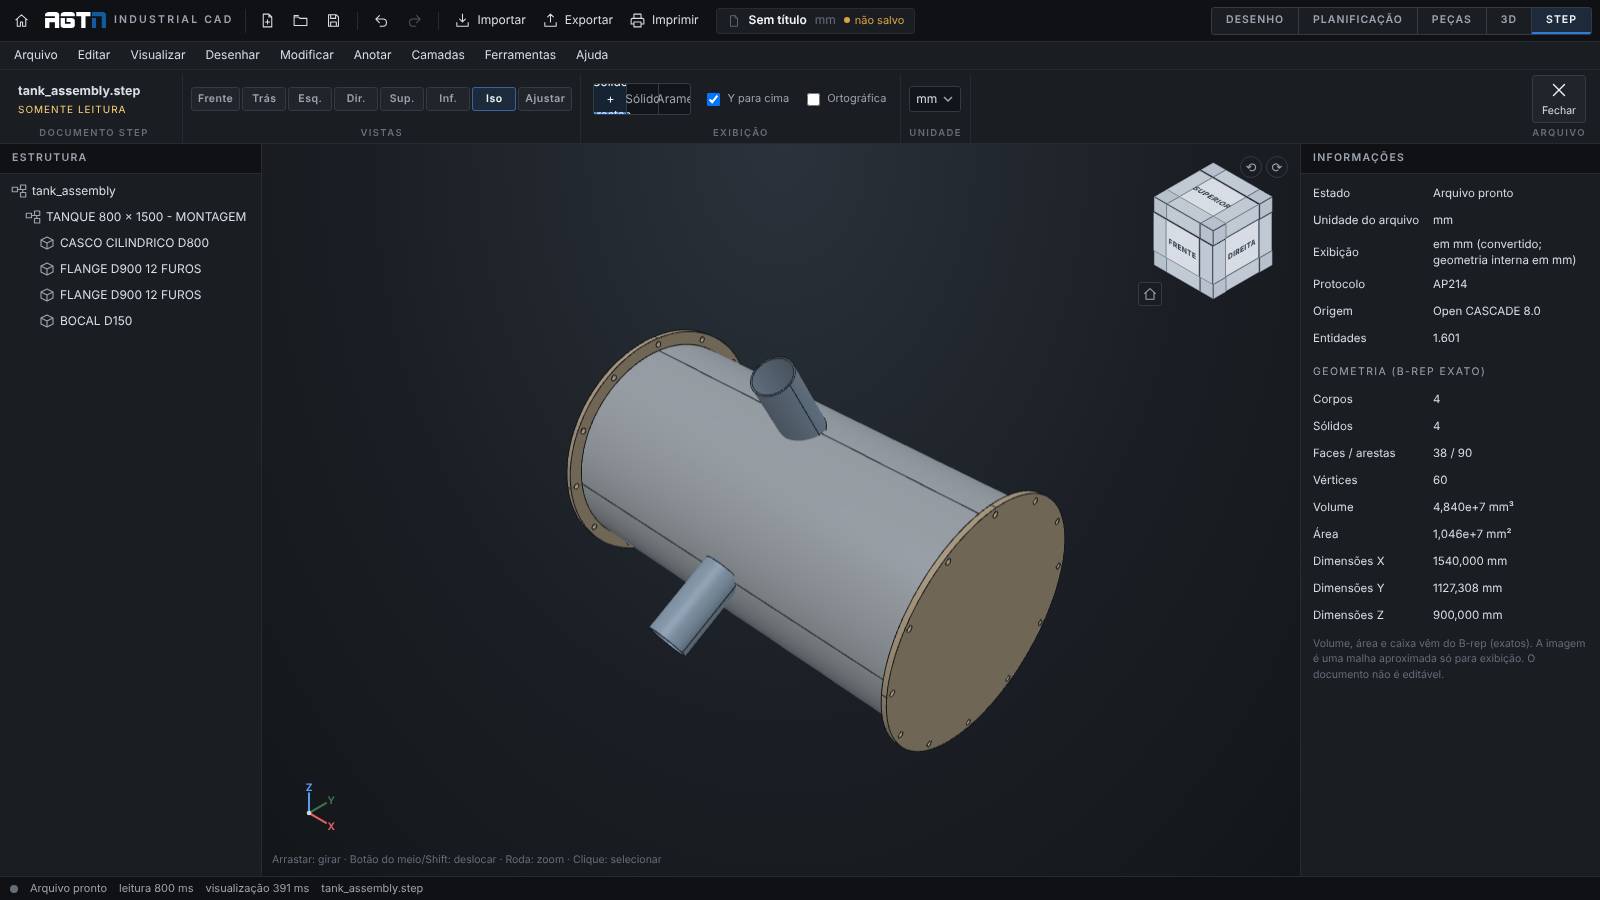 AGTN INDUSTRIAL CAD
Importar
Exportar
Imprimir
Sem título mm não salvo
DESENHO PLANIFICAÇÃO PEÇAS 3D STEP
Arquivo Editar Visualizar Desenhar Modificar Anotar Camadas Ferramentas Ajuda
tank_assembly.step
SOMENTE LEITURA
DOCUMENTO STEP
Frente Trás Esq. Dir. Sup. Inf. Iso Ajustar
VISTAS
+
Sólido
Arame
Y para cima
Ortográfica
EXIBIÇÃO
mm
UNIDADE
Fechar
ARQUIVO
ESTRUTURA
tank_assembly
TANQUE 800 × 1500 - MONTAGEM
CASCO CILINDRICO D800
FLANGE D900 12 FUROS
FLANGE D900 12 FUROS
BOCAL D150
SUPERIOR
FRENTE
DIREITA
Z
Y
X
Arrastar: girar · Botão do meio/Shift: deslocar · Roda: zoom · Clique: selecionar
INFORMAÇÕES
Estado Arquivo pronto
Unidade do arquivo mm
Exibição em mm (convertido;
geometria interna em mm)
Protocolo AP214
Origem Open CASCADE 8.0
Entidades 1.601
GEOMETRIA (B-REP EXATO)
Corpos 4
Sólidos 4
Faces / arestas 38 / 90
Vértices 60
Volume 4,840e+7 mm³
Área 1,046e+7 mm²
Dimensões X 1540,000 mm
Dimensões Y 1127,308 mm
Dimensões Z 900,000 mm
Volume, área e caixa vêm do B-rep (exatos). A imagem
é uma malha aproximada só para exibição. O
documento não é editável.
Arquivo pronto leitura 800 ms visualização 391 ms tank_assembly.step